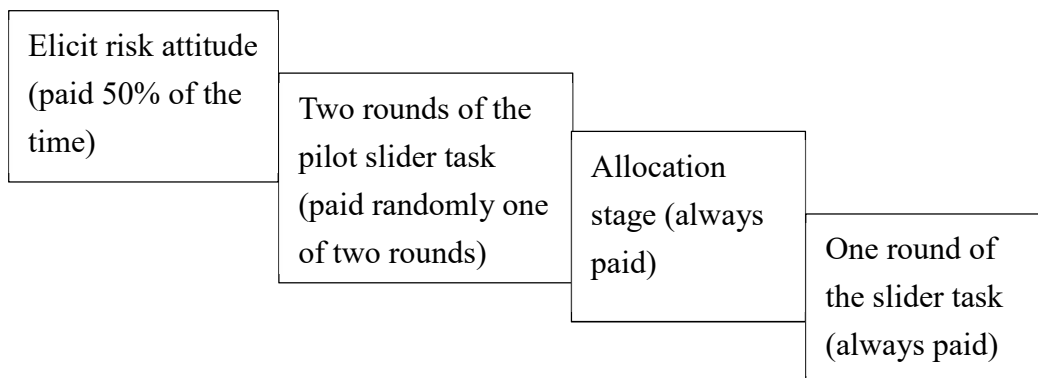 Elicit risk attitude
(paid 50% of the
time)
Two rounds of the
pilot slider task
(paid randomly one
of two rounds)
Allocation
stage (always
paid)
One round of
the slider task
(always paid)